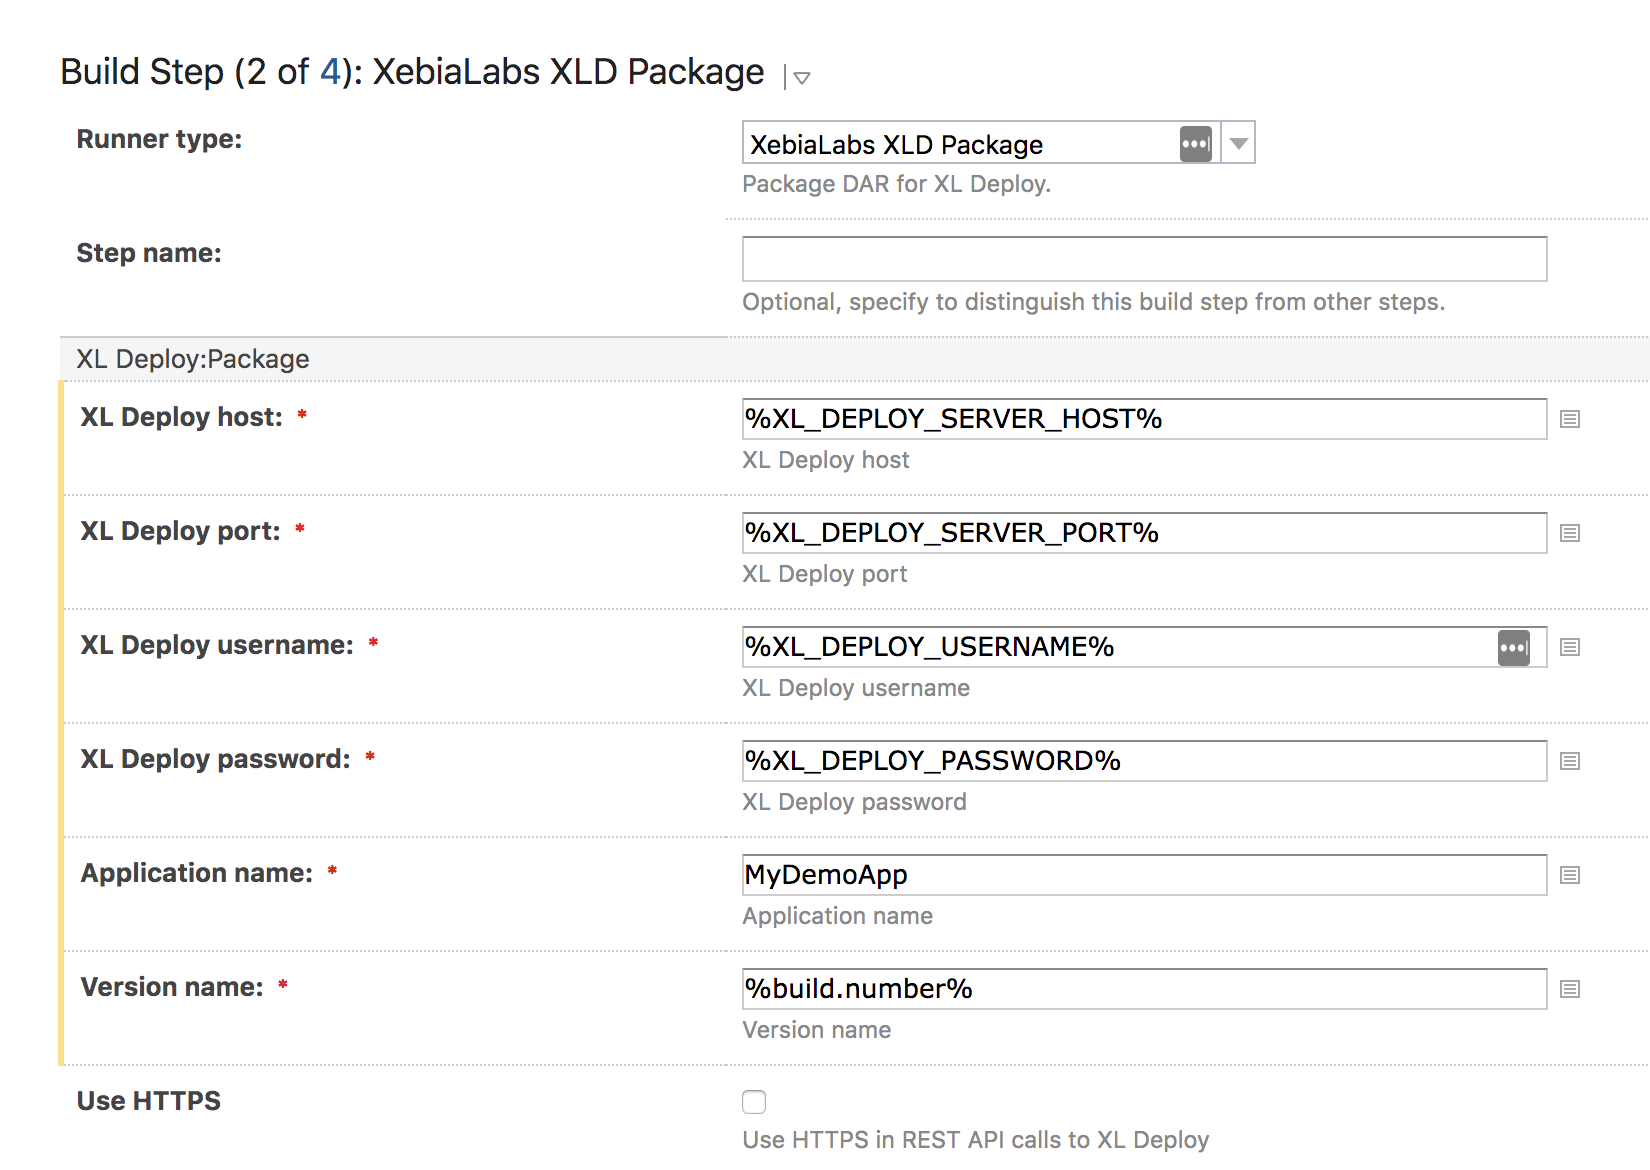 Build Step (2 of 4): XebiaLabs XLD Package
Runner type:
XebiaLabs XLD Package
Package DAR for XL Deploy.
Step name:
Optional, specify to distinguish this build step from other steps.
XL Deploy:Package
XL Deploy host: *
%XL_DEPLOY_SERVER_HOST%
XL Deploy host
XL Deploy port: *
%XL_DEPLOY_SERVER_PORT%
XL Deploy port
XL Deploy username: *
%XL_DEPLOY_USERNAME%
XL Deploy username
XL Deploy password: *
%XL_DEPLOY_PASSWORD%
XL Deploy password
Application name: *
MyDemoApp
Application name
Version name: *
%build.number%
Version name
Use HTTPS
Use HTTPS in REST API calls to XL Deploy